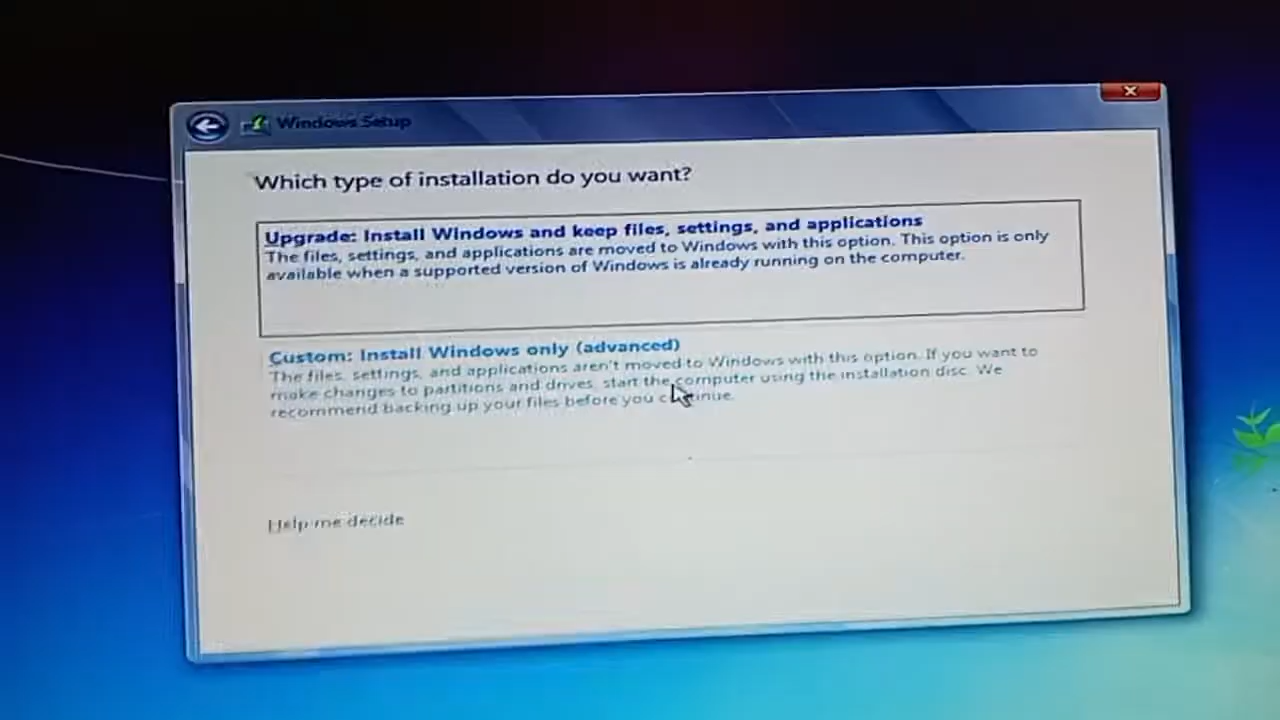 Windows Setup
Which type of installation do you want?
Upgrade: Install Windows and keep files, settings, and applications
The files, settings, and applications are moved to Windows with this option. This option is only
available when a supported version of Windows is already running on the computer.
Custom: Install Windows only (advanced)
The files, settings, and applications aren't moved to Windows with this option. If you want to
make changes to partitions and drives, start the computer using the installation disc. We
recommend backing up your files before you continue.
Help me decide